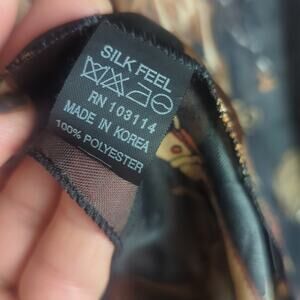 SILK FEEL
RN 103114
MADE IN KOREA
100% POLYESTER